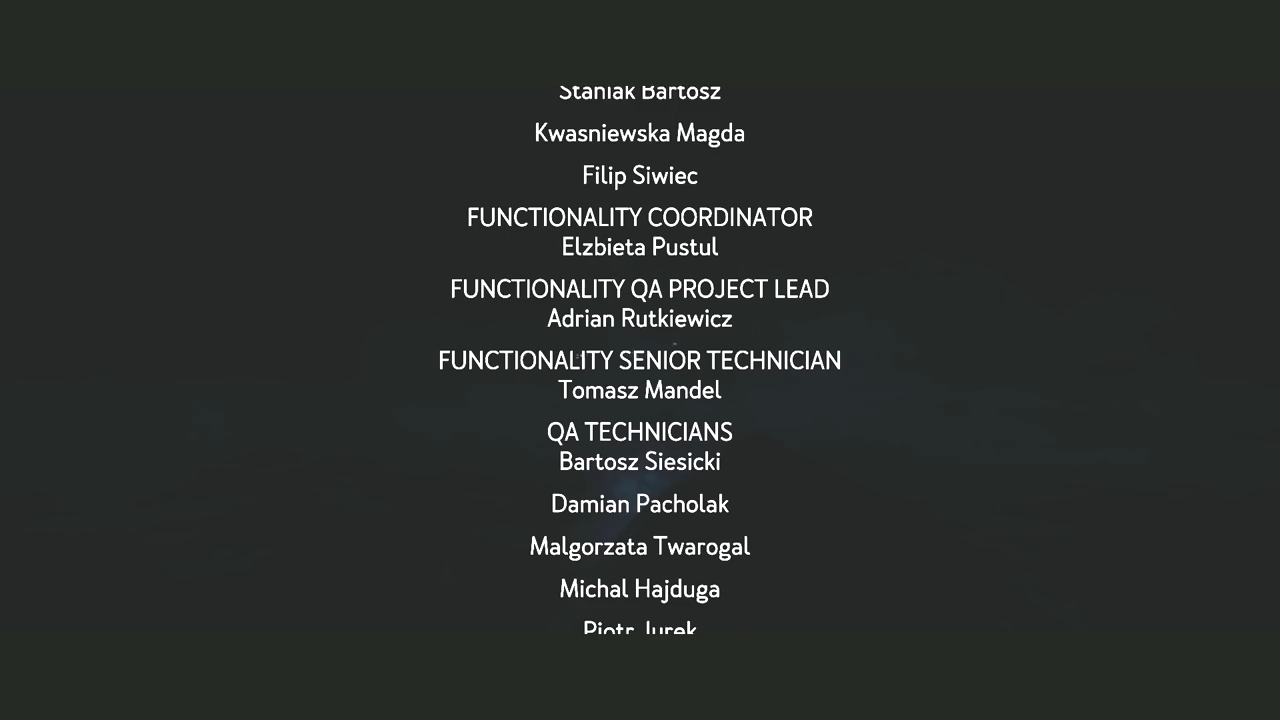 Staniak Bartosz
Kwasniewska Magda
Filip Siwiec
FUNCTIONALITY COORDINATOR
Elzbieta Pustul
FUNCTIONALITY QA PROJECT LEAD
Adrian Rutkiewicz
FUNCTIONALITY SENIOR TECHNICIAN
Tomasz Mandel
QA TECHNICIANS
Bartosz Siesicki
Damian Pacholak
Malgorzata Twarogal
Michal Hajduga
Piotr Jurek